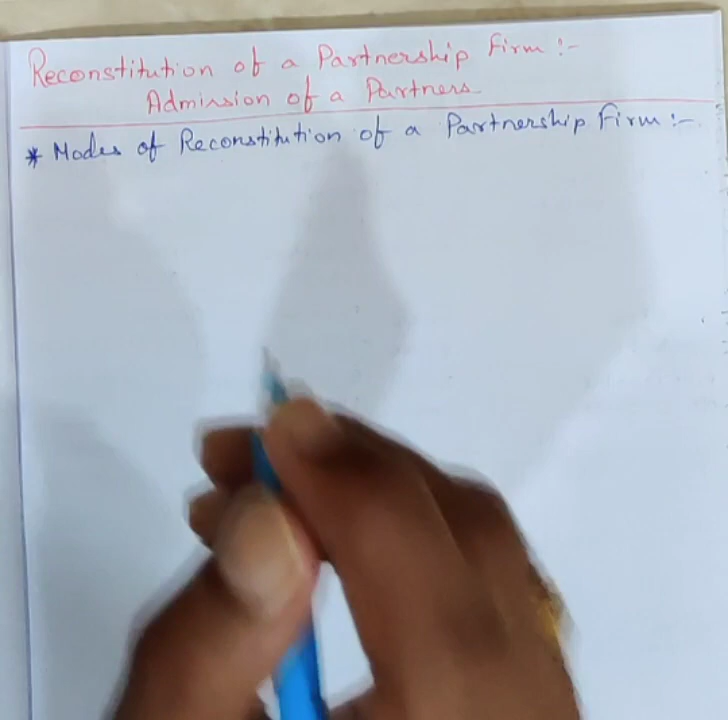 Reconstitution of a Partnership Firm :-
Admission of a Partners
* Modes of Reconstitution of a Partnership Firm :-